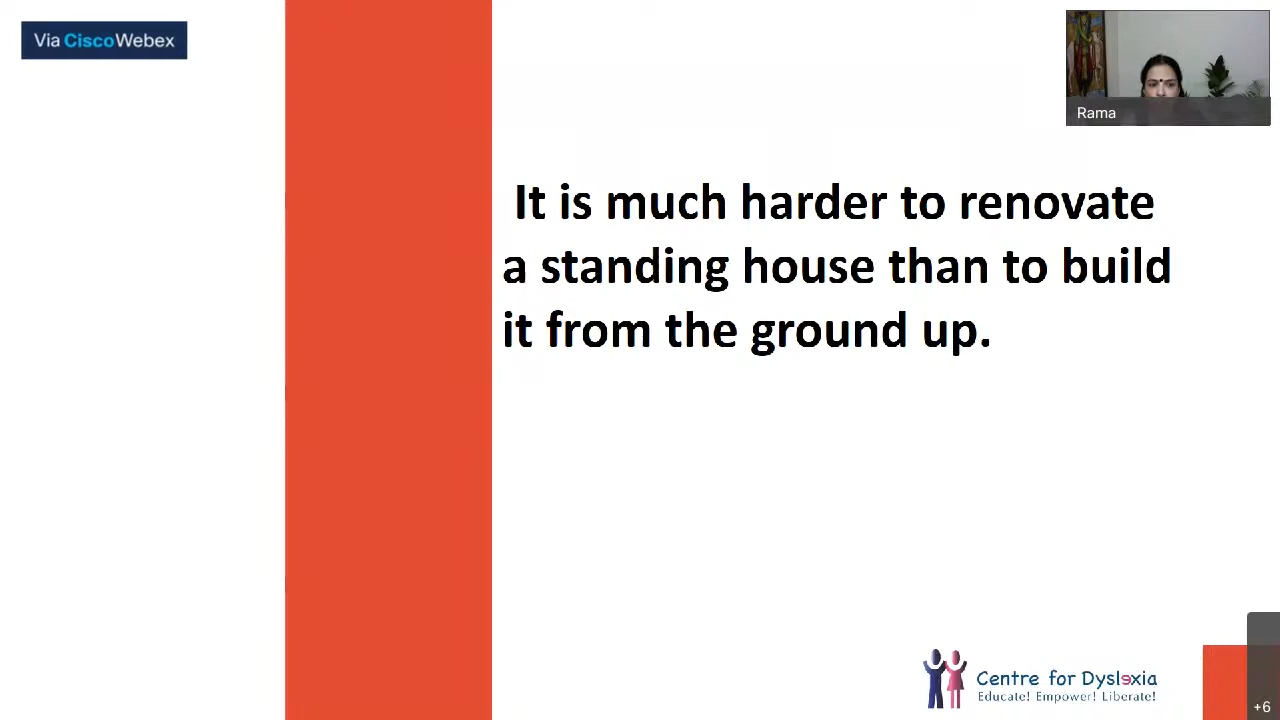 Via CiscoWebex
Rama
It is much harder to renovate
a standing house than to build
it from the ground up.
Centre for Dyslexia
Educate! Empower! Liberate!
+6